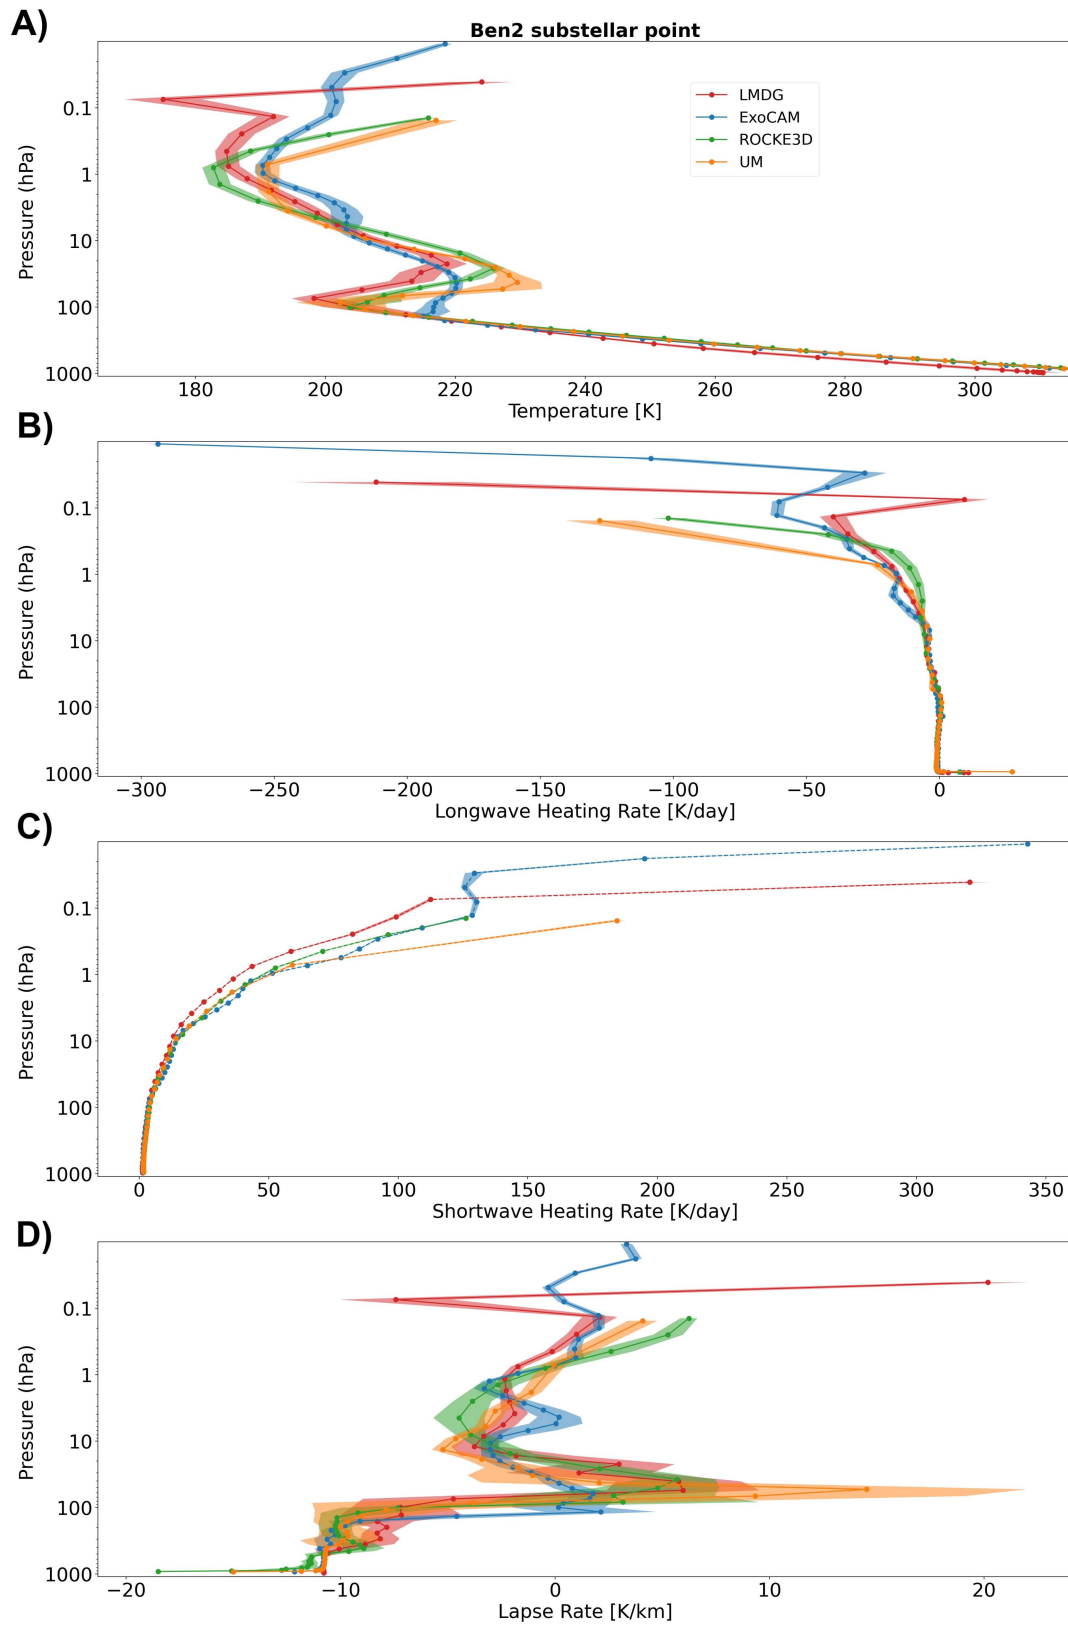 A)
Ben2 substellar point
LMDG
ExoCAM
ROCKE3D
UM
Pressure (hPa)
0.1
1
10
100
1000
180 200 220 240 260 280 300
Temperature [K]
B)
Pressure (hPa)
0.1
1
10
100
1000
−300 −250 −200 −150 −100 −50 0
Longwave Heating Rate [K/day]
C)
Pressure (hPa)
0.1
1
10
100
1000
0 50 100 150 200 250 300 350
Shortwave Heating Rate [K/day]
D)
Pressure (hPa)
0.1
1
10
100
1000
−20 −10 0 10 20
Lapse Rate [K/km]